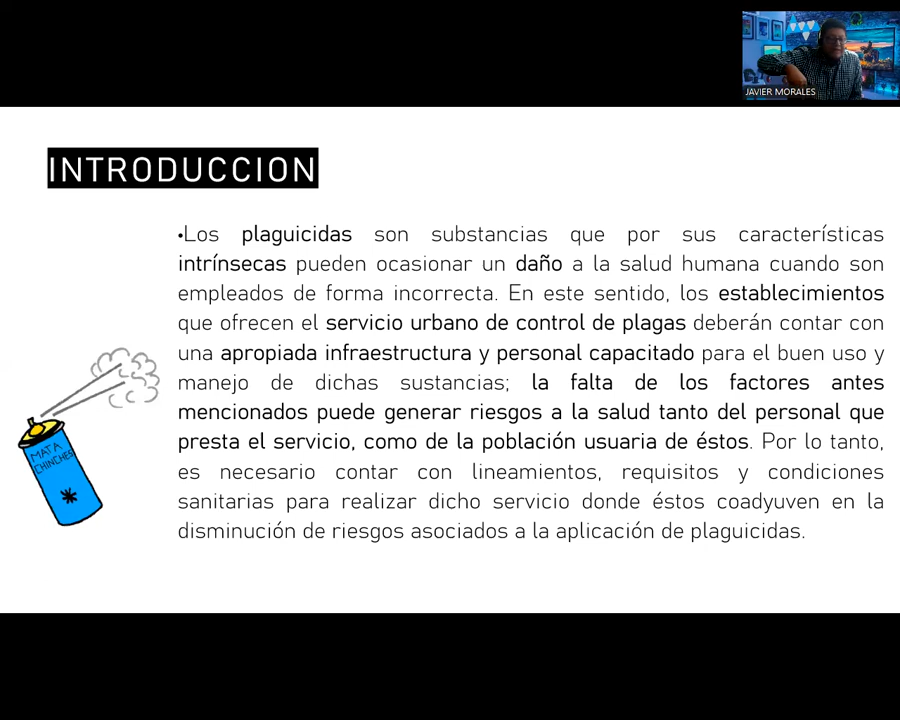 JAVIER MORALES
INTRODUCCION
•Los plaguicidas son substancias que por sus características
intrínsecas pueden ocasionar un daño a la salud humana cuando son
empleados de forma incorrecta. En este sentido, los establecimientos
que ofrecen el servicio urbano de control de plagas deberán contar con
una apropiada infraestructura y personal capacitado para el buen uso y
manejo de dichas sustancias; la falta de los factores antes
mencionados puede generar riesgos a la salud tanto del personal que
presta el servicio, como de la población usuaria de éstos. Por lo tanto,
es necesario contar con lineamientos, requisitos y condiciones
sanitarias para realizar dicho servicio donde éstos coadyuven en la
disminución de riesgos asociados a la aplicación de plaguicidas.
MATA
CHINCHES